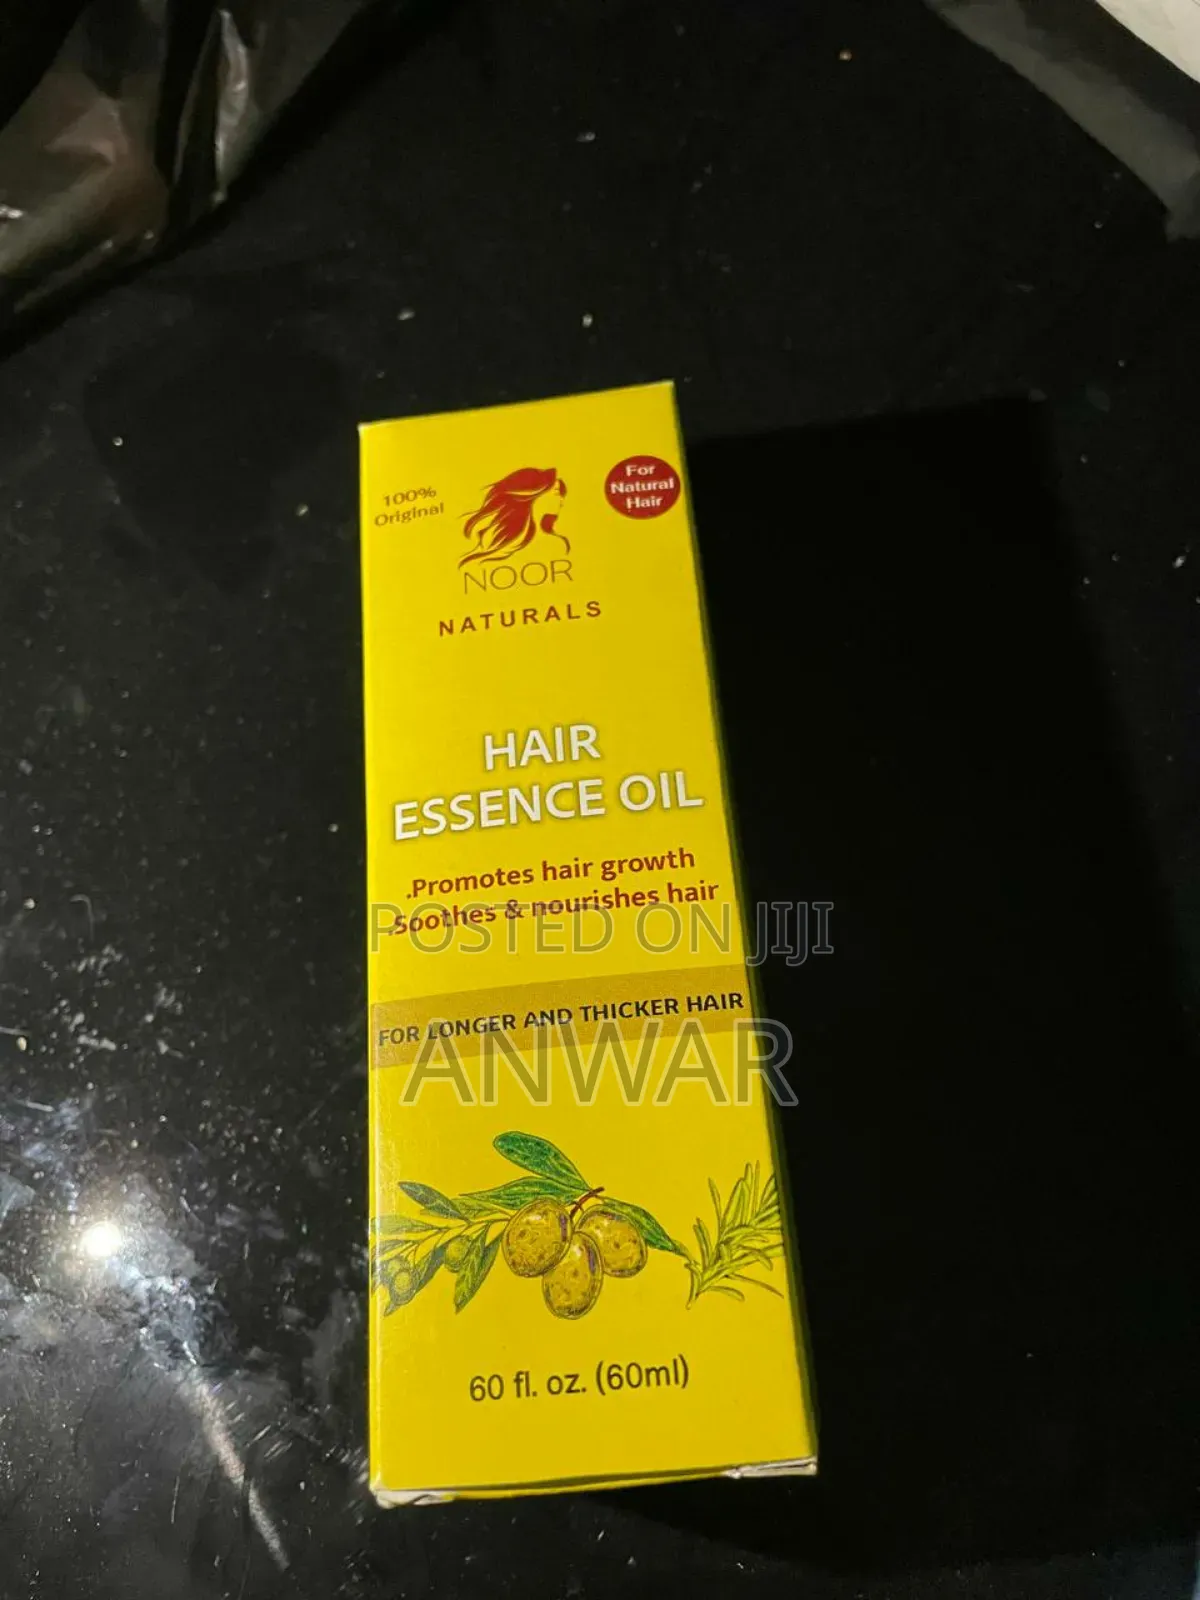 100%
Original
For
Natural
Hair
NOOR
NATURALS
HAIR
ESSENCE OIL
.Promotes hair growth
.Soothes & nourishes hair
POSTED ON JIJI
FOR LONGER AND THICKER HAIR
ANWAR
60 fl. oz. (60ml)